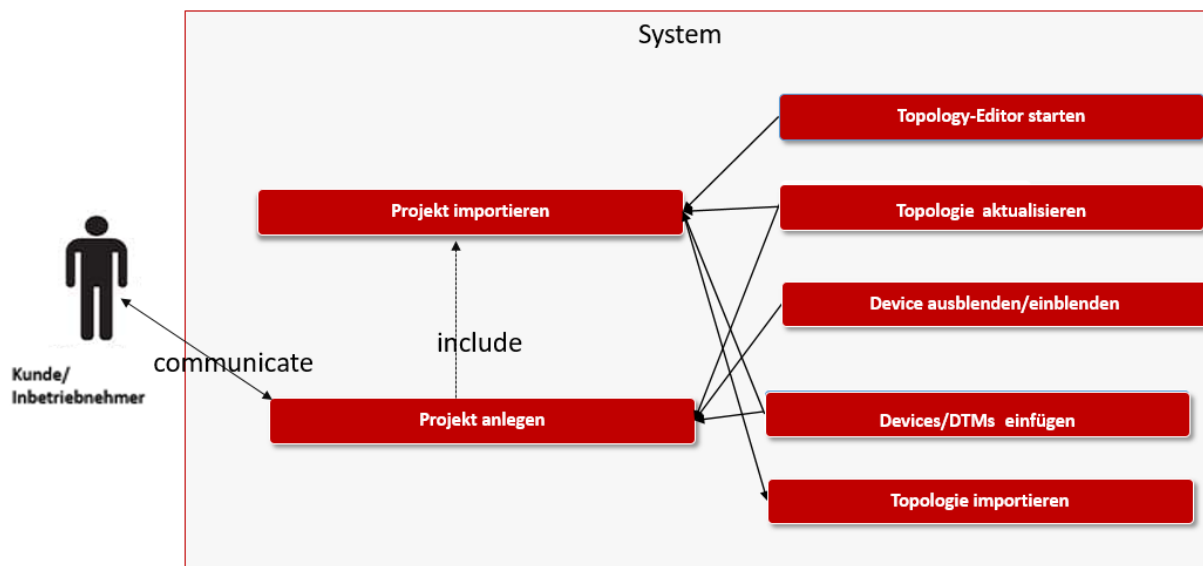 System
Topology-Editor starten
Projekt importieren
Topologie aktualisieren
Device ausblenden/einblenden
include
communicate
Kunde/
Inbetriebnehmer
Projekt anlegen
Devices/DTMs einfügen
Topologie importieren